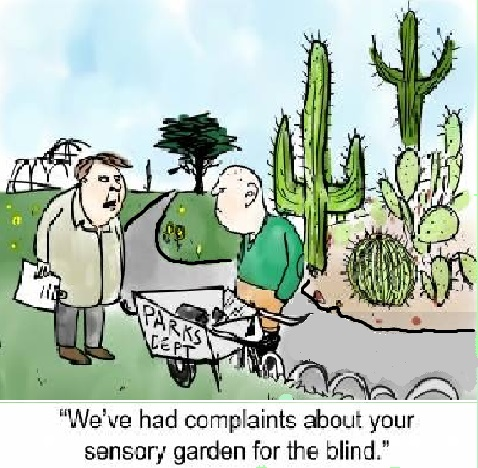 PARKS
DEPT
“We’ve had complaints about your
sensory garden for the blind.”